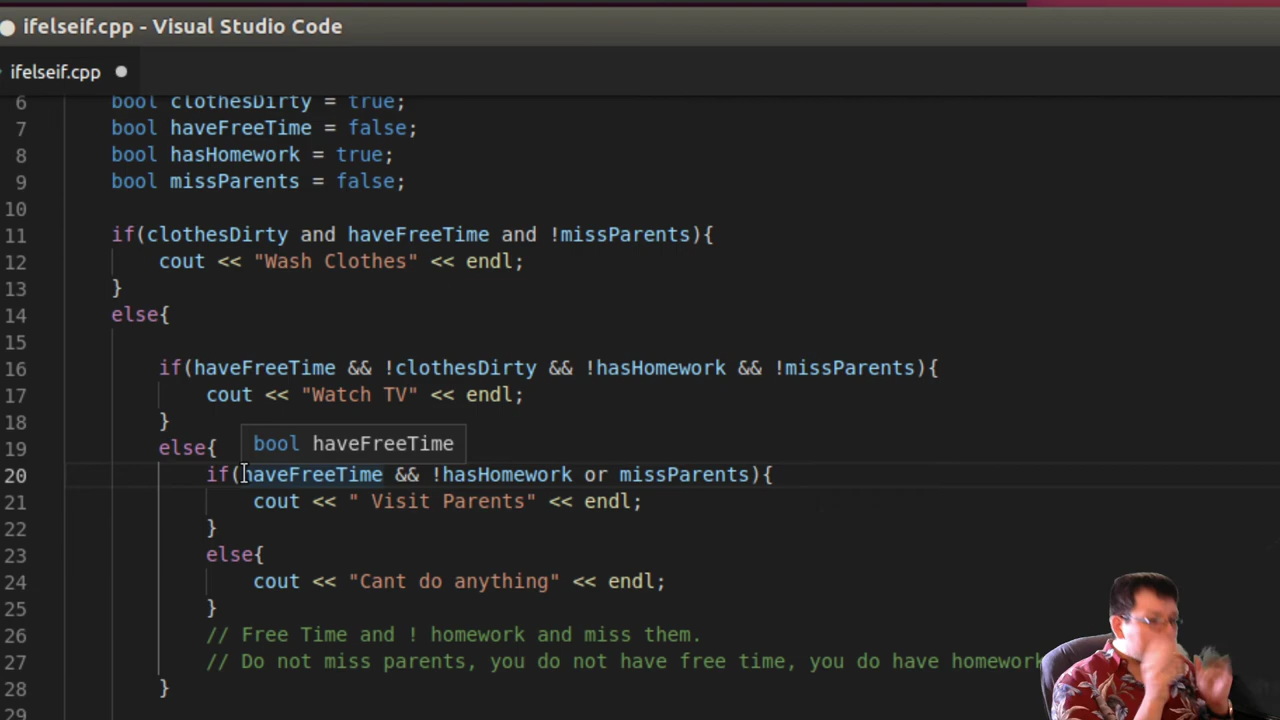 ifelseif.cpp - Visual Studio Code
ifelseif.cpp
6 bool clothesDirty = true;
7 bool haveFreeTime = false;
8 bool hasHomework = true;
9 bool missParents = false;
10
11 if(clothesDirty and haveFreeTime and !missParents){
12 cout << "Wash Clothes" << endl;
13 }
14 else{
15
16 if(haveFreeTime && !clothesDirty && !hasHomework && !missParents){
17 cout << "Watch TV" << endl;
18 }
19 else{
bool haveFreeTime
20 if(haveFreeTime && !hasHomework or missParents){
21 cout << " Visit Parents" << endl;
22 }
23 else{
24 cout << "Cant do anything" << endl;
25 }
26 // Free Time and ! homework and miss them.
27 // Do not miss parents, you do not have free time, you do have homework
28 }
29